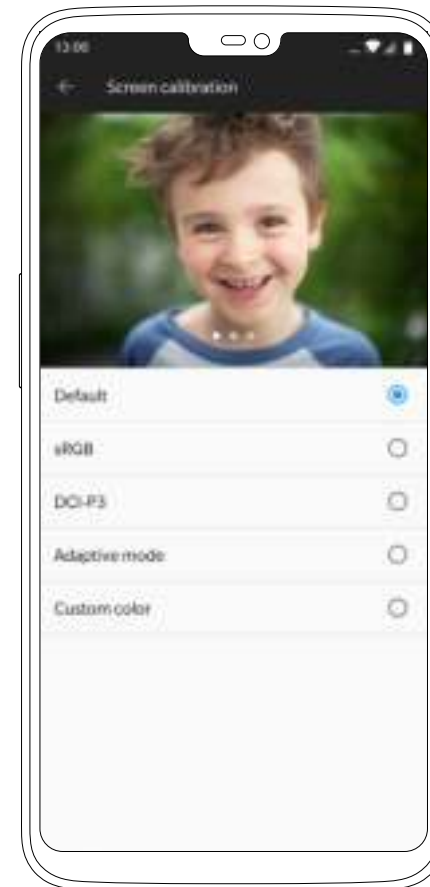 13:00
Screen calibration
Default
sRGB
DCI-P3
Adaptive mode
Custom color